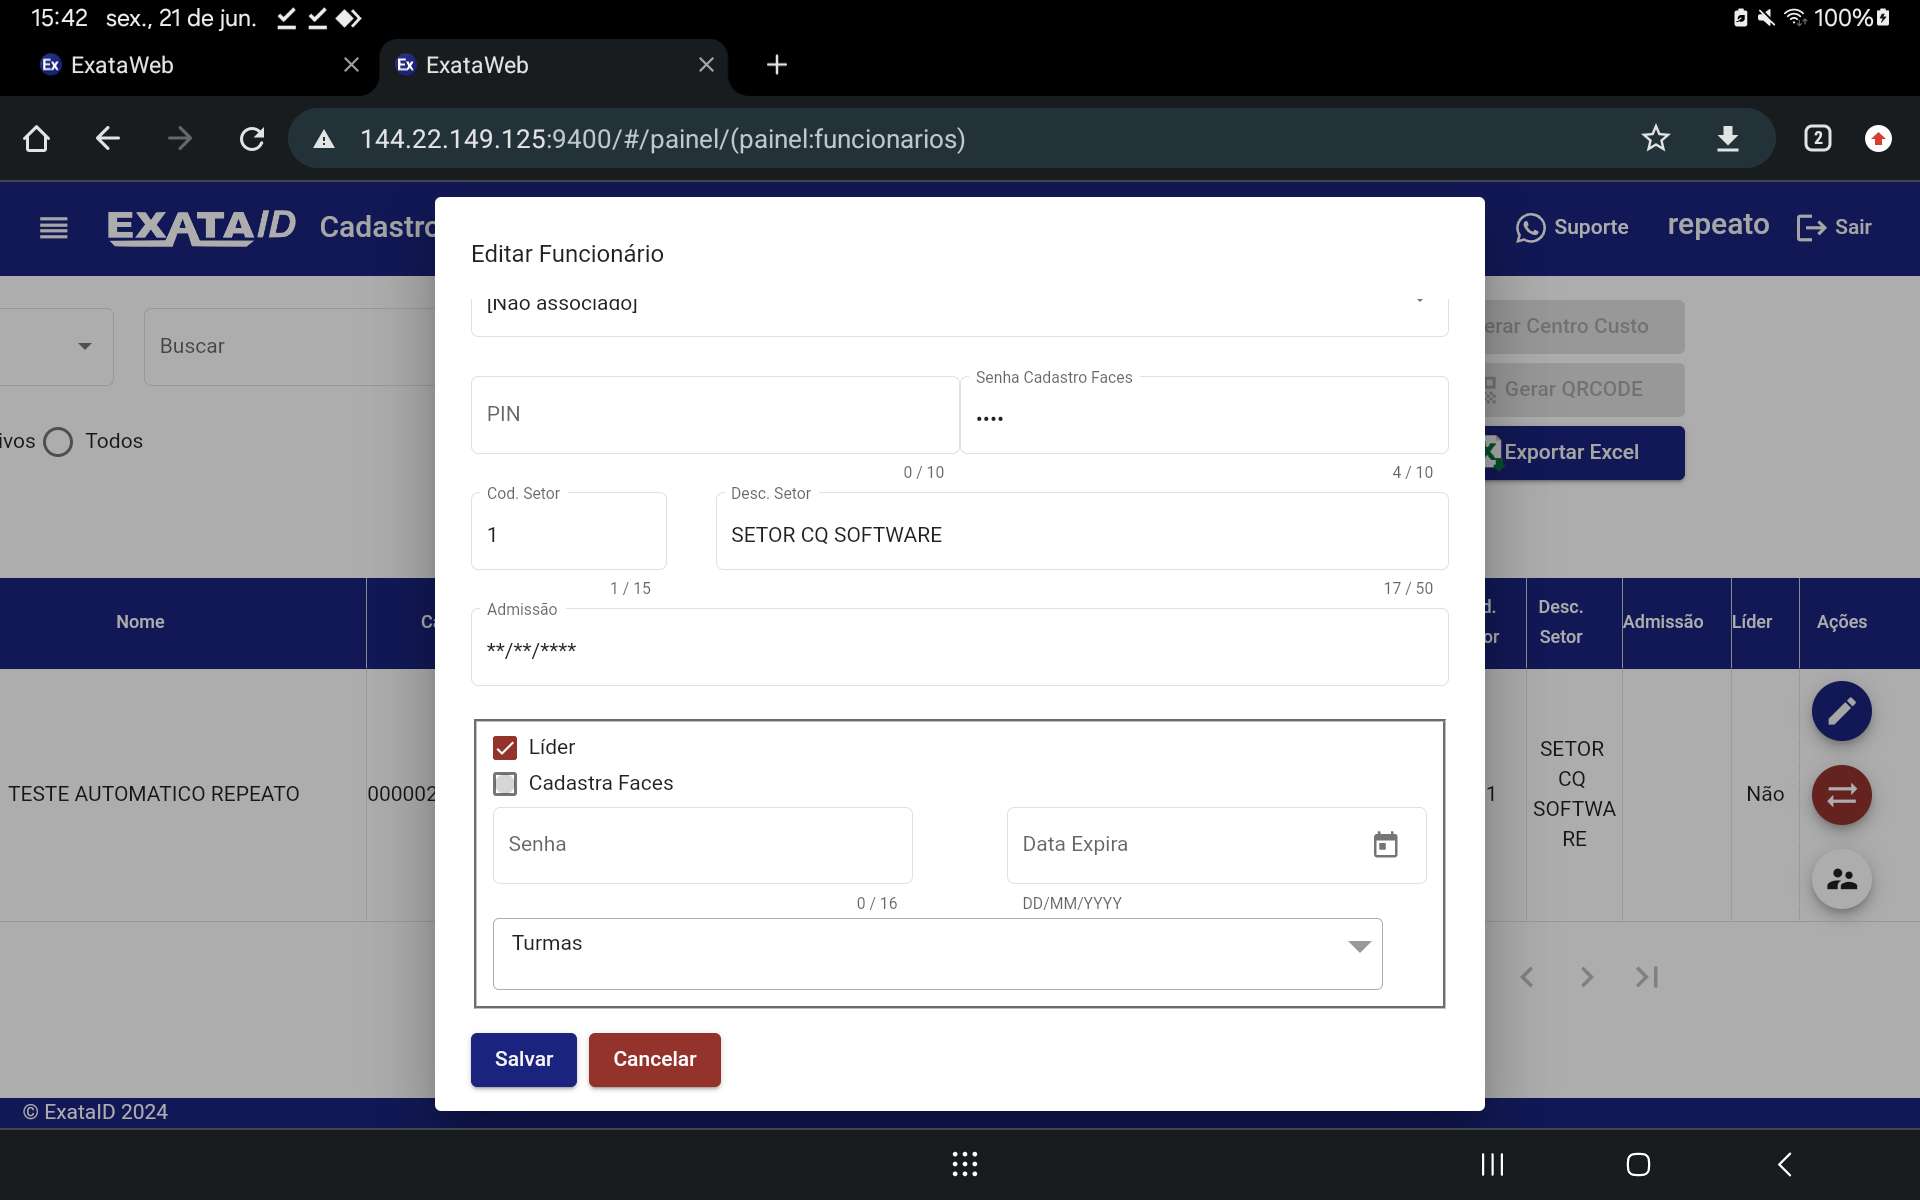 15:42 sex., 21 de jun. 100%
Ex ExataWeb
Ex ExataWeb
144.22.149.125:9400/#/painel/(painel:funcionarios)
2
EXATAID Cadastro
Suporte
repeato
Sair
Editar Funcionário
[Não associado]
Buscar
erar Centro Custo
Gerar QRCODE
Exportar Excel
ivos
Todos
PIN
0 / 10
Senha Cadastro Faces
••••
4 / 10
Cod. Setor
1
1 / 15
Desc. Setor
SETOR CQ SOFTWARE
17 / 50
Admissão
**/**/****
Nome
Ca
d.
or
Desc.
Setor
Admissão
Líder
Ações
TESTE AUTOMATICO REPEATO
000002
1
SETOR
CQ
SOFTWA
RE
Não
Líder
Cadastra Faces
Senha
0 / 16
Data Expira
DD/MM/YYYY
Turmas
Salvar
Cancelar
© ExataID 2024